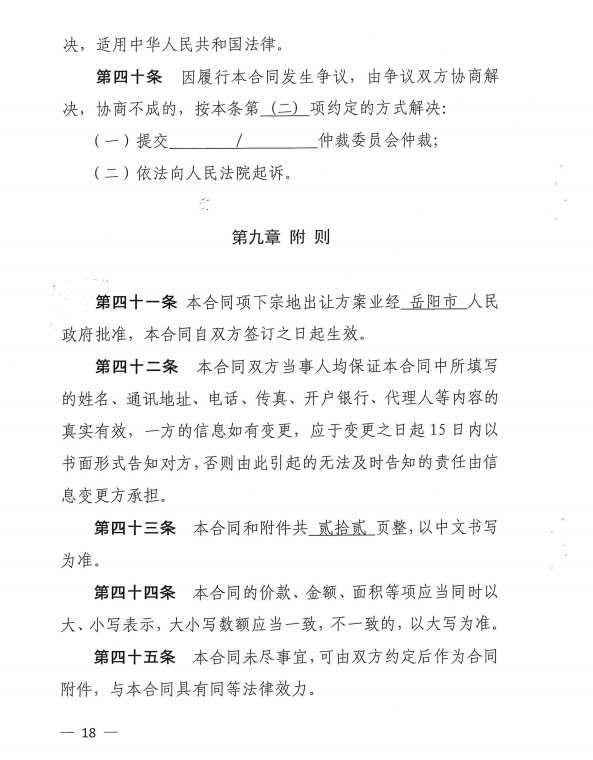 决，适用中华人民共和国法律。
第四十条　因履行本合同发生争议，由争议双方协商解
决，协商不成的，按本条第 (二) 项约定的方式解决：
（一）提交________/________仲裁委员会仲裁；
（二）依法向人民法院起诉。
第九章 附 则
第四十一条 本合同项下宗地出让方案业经 岳阳市 人民
政府批准，本合同自双方签订之日起生效。
第四十二条　本合同双方当事人均保证本合同中所填写
的姓名、通讯地址、电话、传真、开户银行、代理人等内容的
真实有效，一方的信息如有变更，应于变更之日起 15 日内以
书面形式告知对方，否则由此引起的无法及时告知的责任由信
息变更方承担。
第四十三条　本合同和附件共 贰拾贰 页整，以中文书写
为准。
第四十四条　本合同的价款、金额、面积等项应当同时以
大、小写表示，大小写数额应当一致，不一致的，以大写为准。
第四十五条　本合同未尽事宜，可由双方约定后作为合同
附件，与本合同具有同等法律效力。
— 18 —